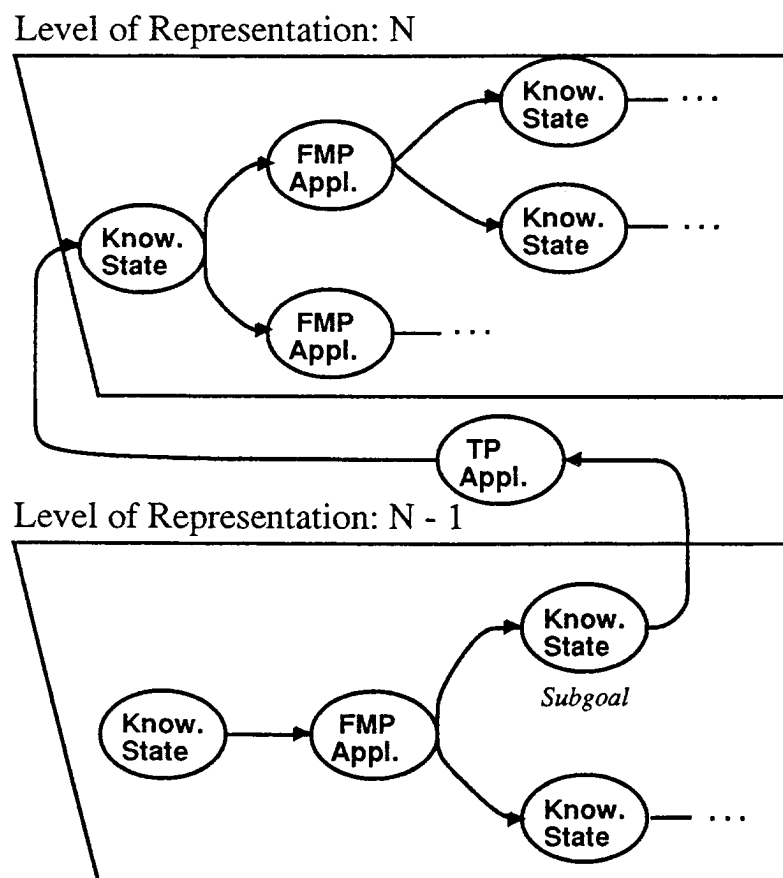 Level of Representation: N
Know.
State
...
FMP
Appl.
Know.
State
...
Know.
State
FMP
Appl.
...
TP
Appl.
Level of Representation: N - 1
Know.
State
Subgoal
Know.
State
FMP
Appl.
Know.
State
...